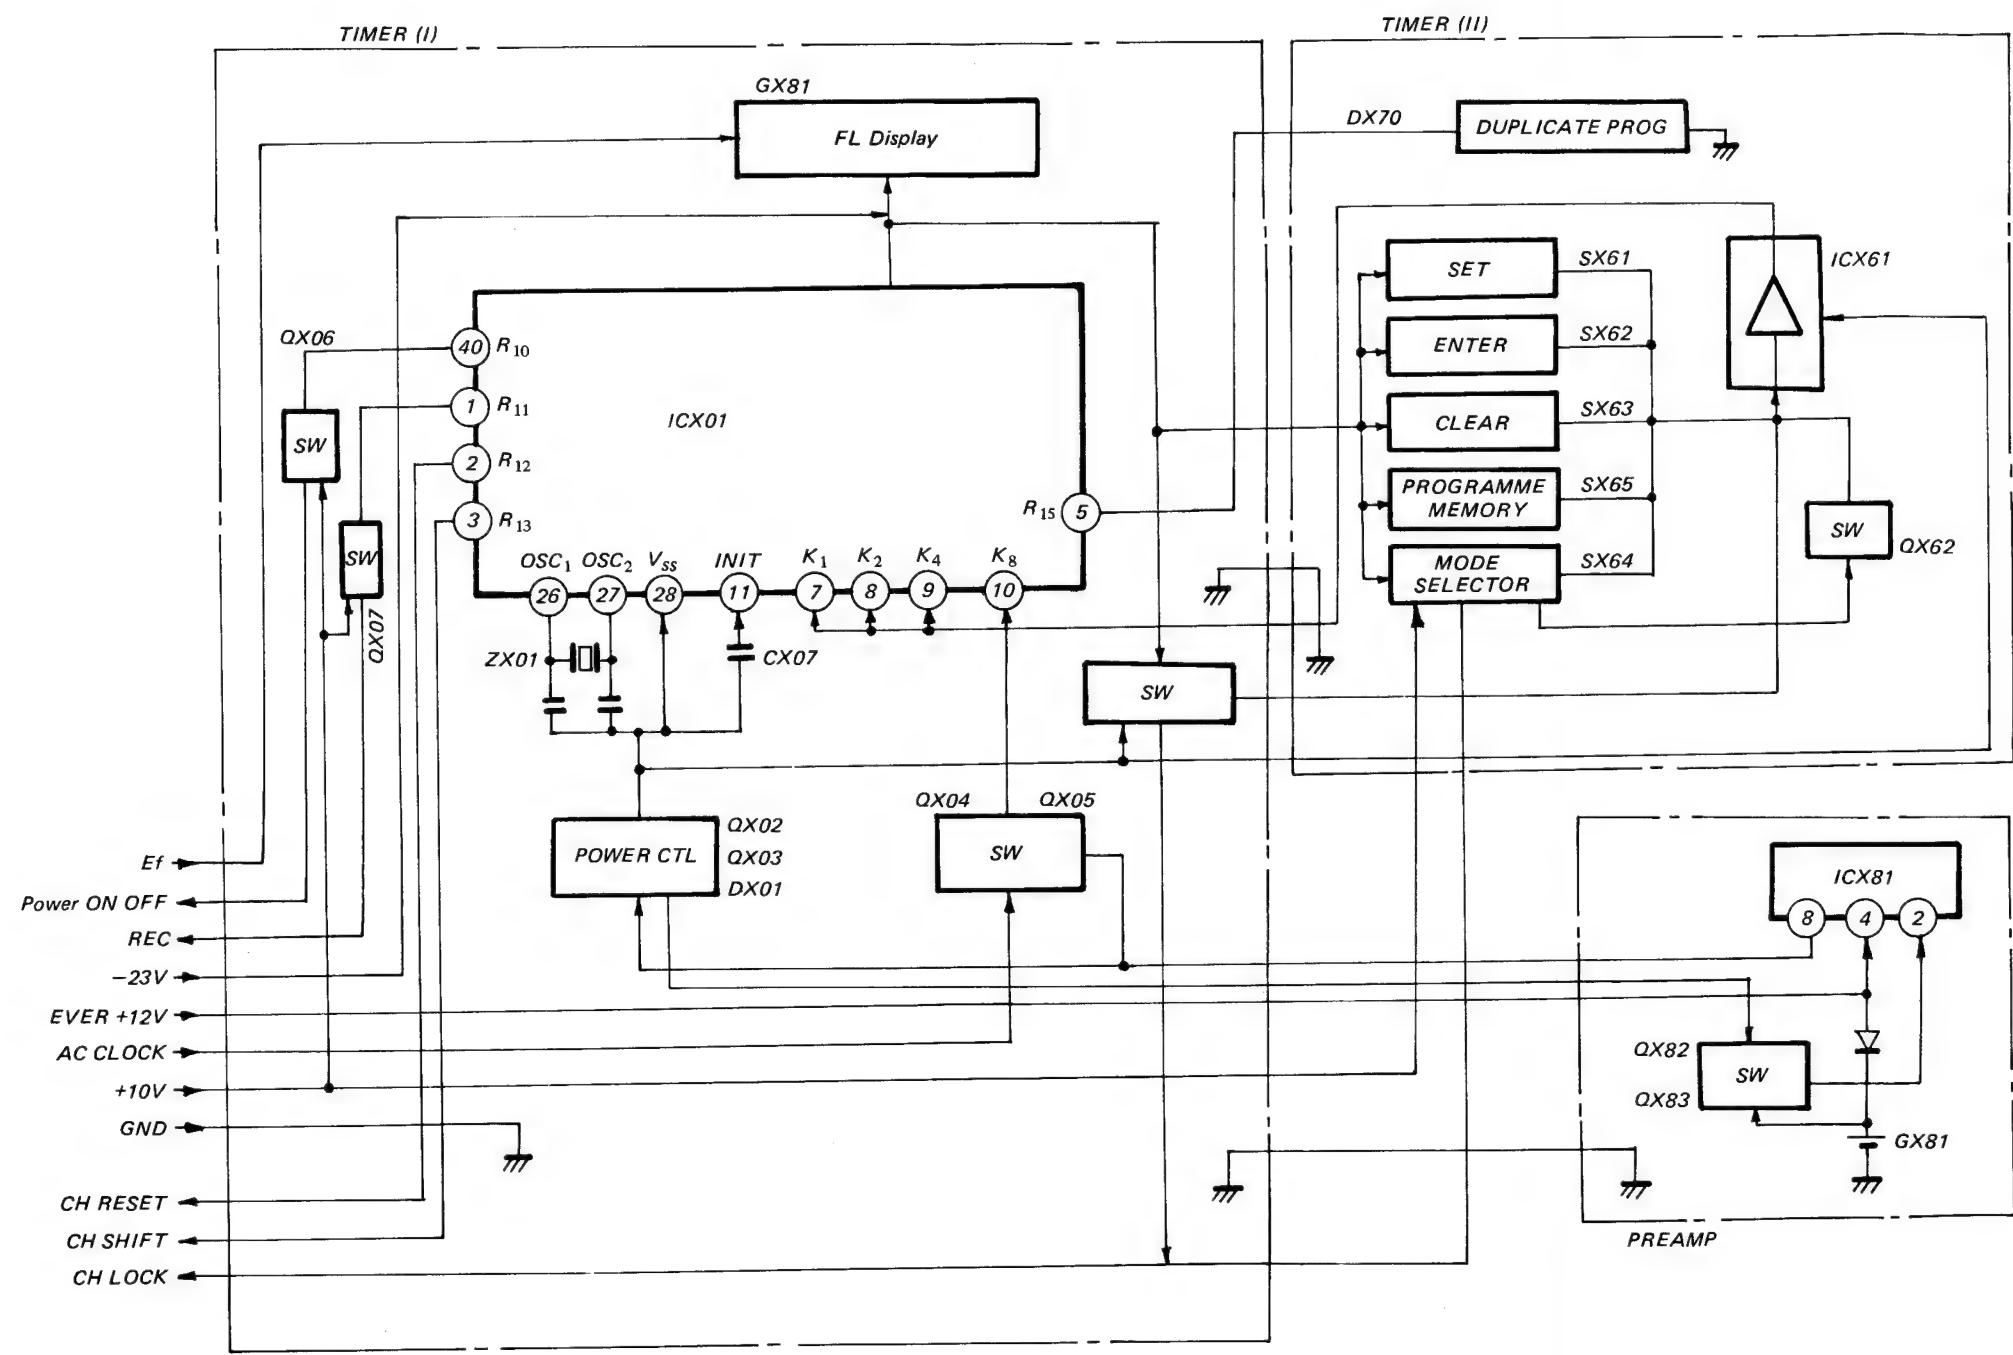 TIMER (I)
TIMER (II)
GX81
FL Display
DX70
DUPLICATE PROG
SET
SX61
ICX61
ENTER
SX62
CLEAR
SX63
PROGRAMME
MEMORY
SX65
MODE
SELECTOR
SX64
SW
QX62
QX06
SW
40 R10
1 R11
2 R12
3 R13
ICX01
R15 5
SW
QX07
OSC1 OSC2 VSS INIT K1 K2 K4 K8
26 27 28 11 7 8 9 10
ZX01
CX07
SW
POWER CTL
QX02
QX03
DX01
QX04 QX05
SW
Ef
Power ON OFF
REC
−23V
EVER +12V
AC CLOCK
+10V
GND
CH RESET
CH SHIFT
CH LOCK
ICX81
8 4 2
QX82
SW
QX83
GX81
PREAMP